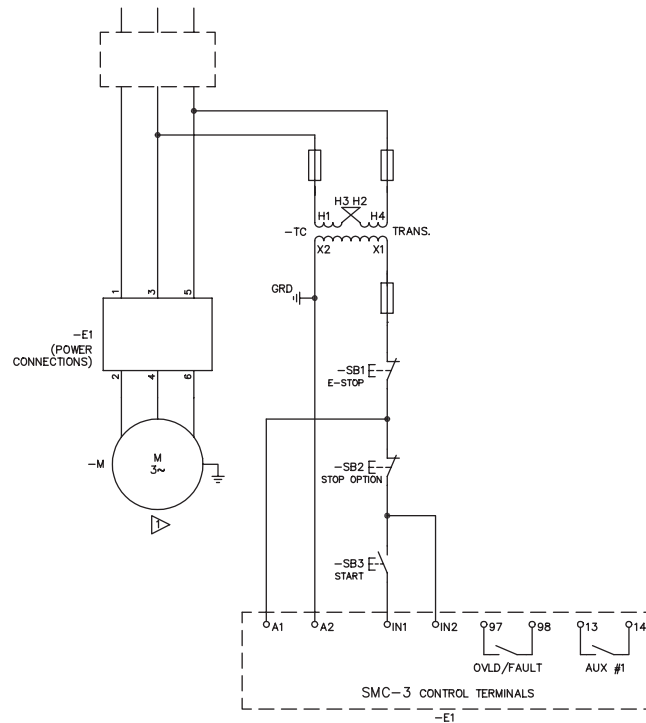 H3 H2
H1
H4
-TC
TRANS.
X2
X1
GRD
1
3
5
-E1
(POWER
CONNECTIONS)
2
4
6
-SB1
E-STOP
M
3~
-M
1
-SB2
STOP OPTION
-SB3
START
A1
A2
IN1
IN2
97
98
13
14
OVLD/FAULT
AUX #1
SMC-3 CONTROL TERMINALS
-E1